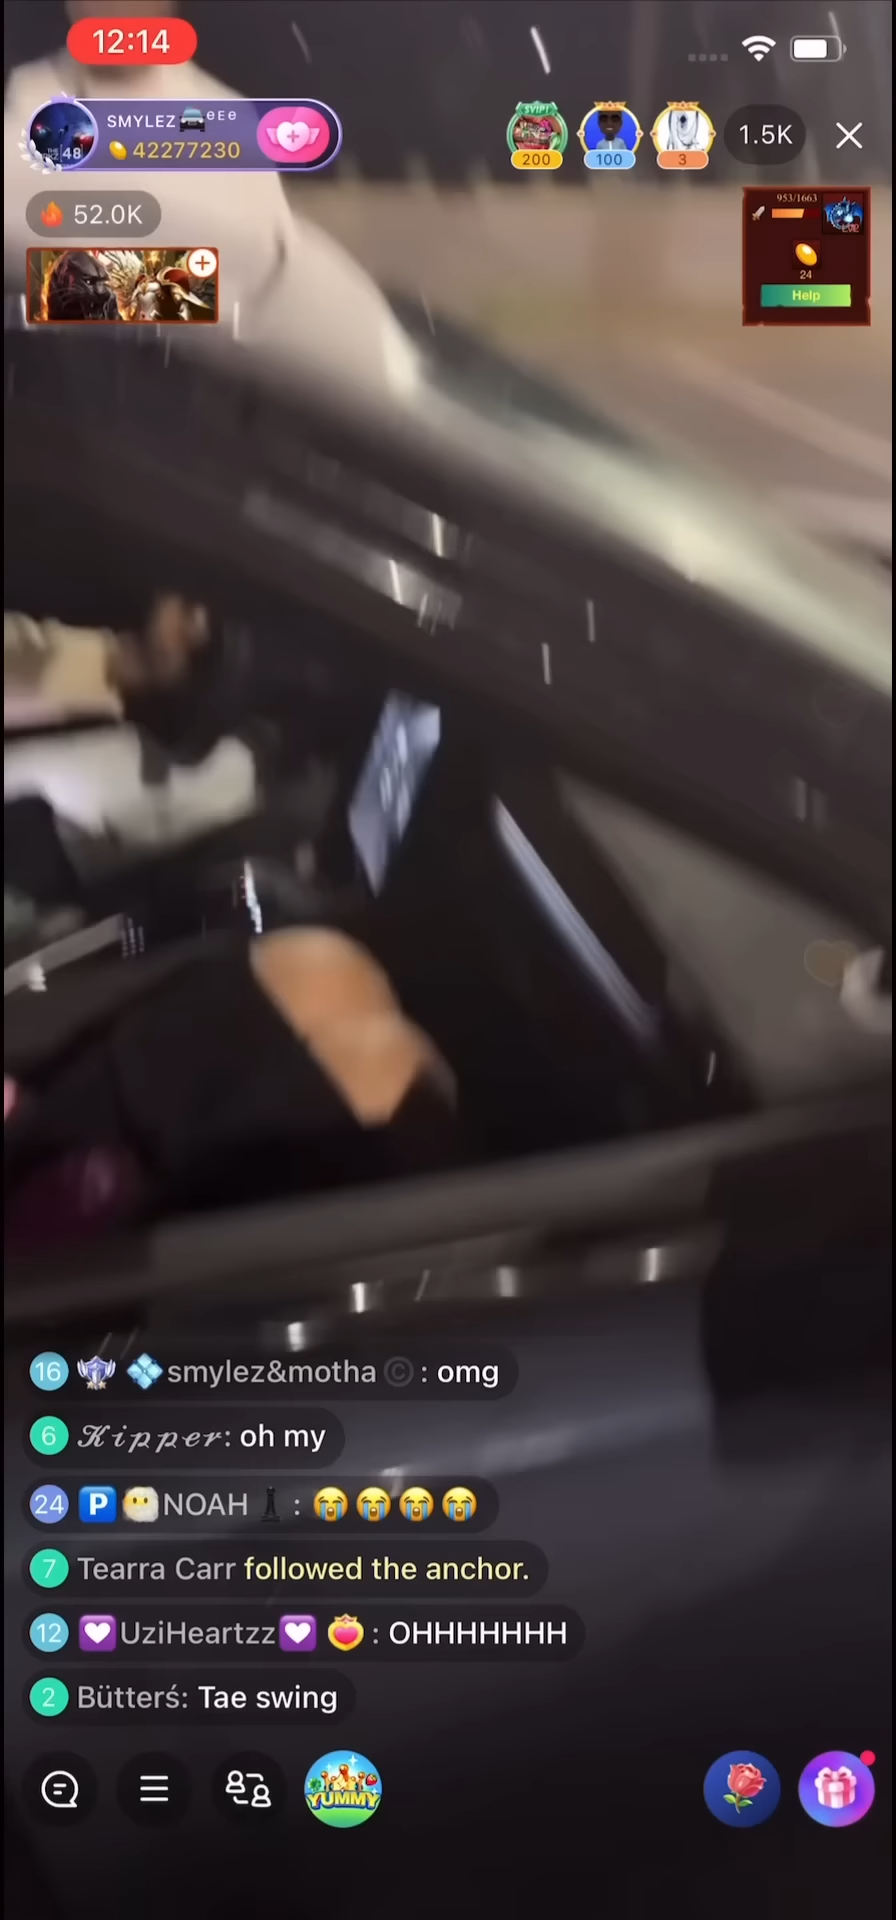 12:14
SMYLEZ🚘ᵉᴱᵉ
42277230
48
SVIP1
200
100
3
1.5K
52.0K
953/1663
24
Help
16 smylez&motha © : omg
6 𝒦𝒾𝓅𝓅𝑒𝓇: oh my
24 🅿️😶NOAH♟️ : 😭😭😭😭
7 Tearra Carr followed the anchor.
12 💜UziHeartzz💜 : OHHHHHHH
2 Bütterś: Tae swing
YUMMY